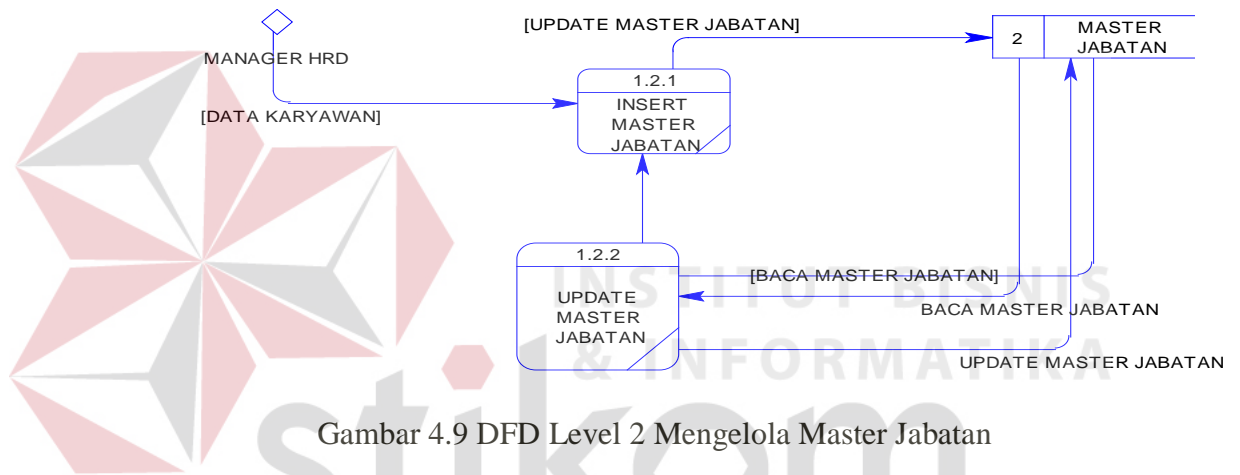 [UPDATE MASTER JABATAN]
2
MASTER
JABATAN
MANAGER HRD
1.2.1
INSERT
MASTER
JABATAN
[DATA KARYAWAN]
1.2.2
UPDATE
MASTER
JABATAN
[BACA MASTER JABATAN]
BACA MASTER JABATAN
UPDATE MASTER JABATAN
INSTITUT BISNIS
& INFORMATIKA
stikom
Gambar 4.9 DFD Level 2 Mengelola Master Jabatan